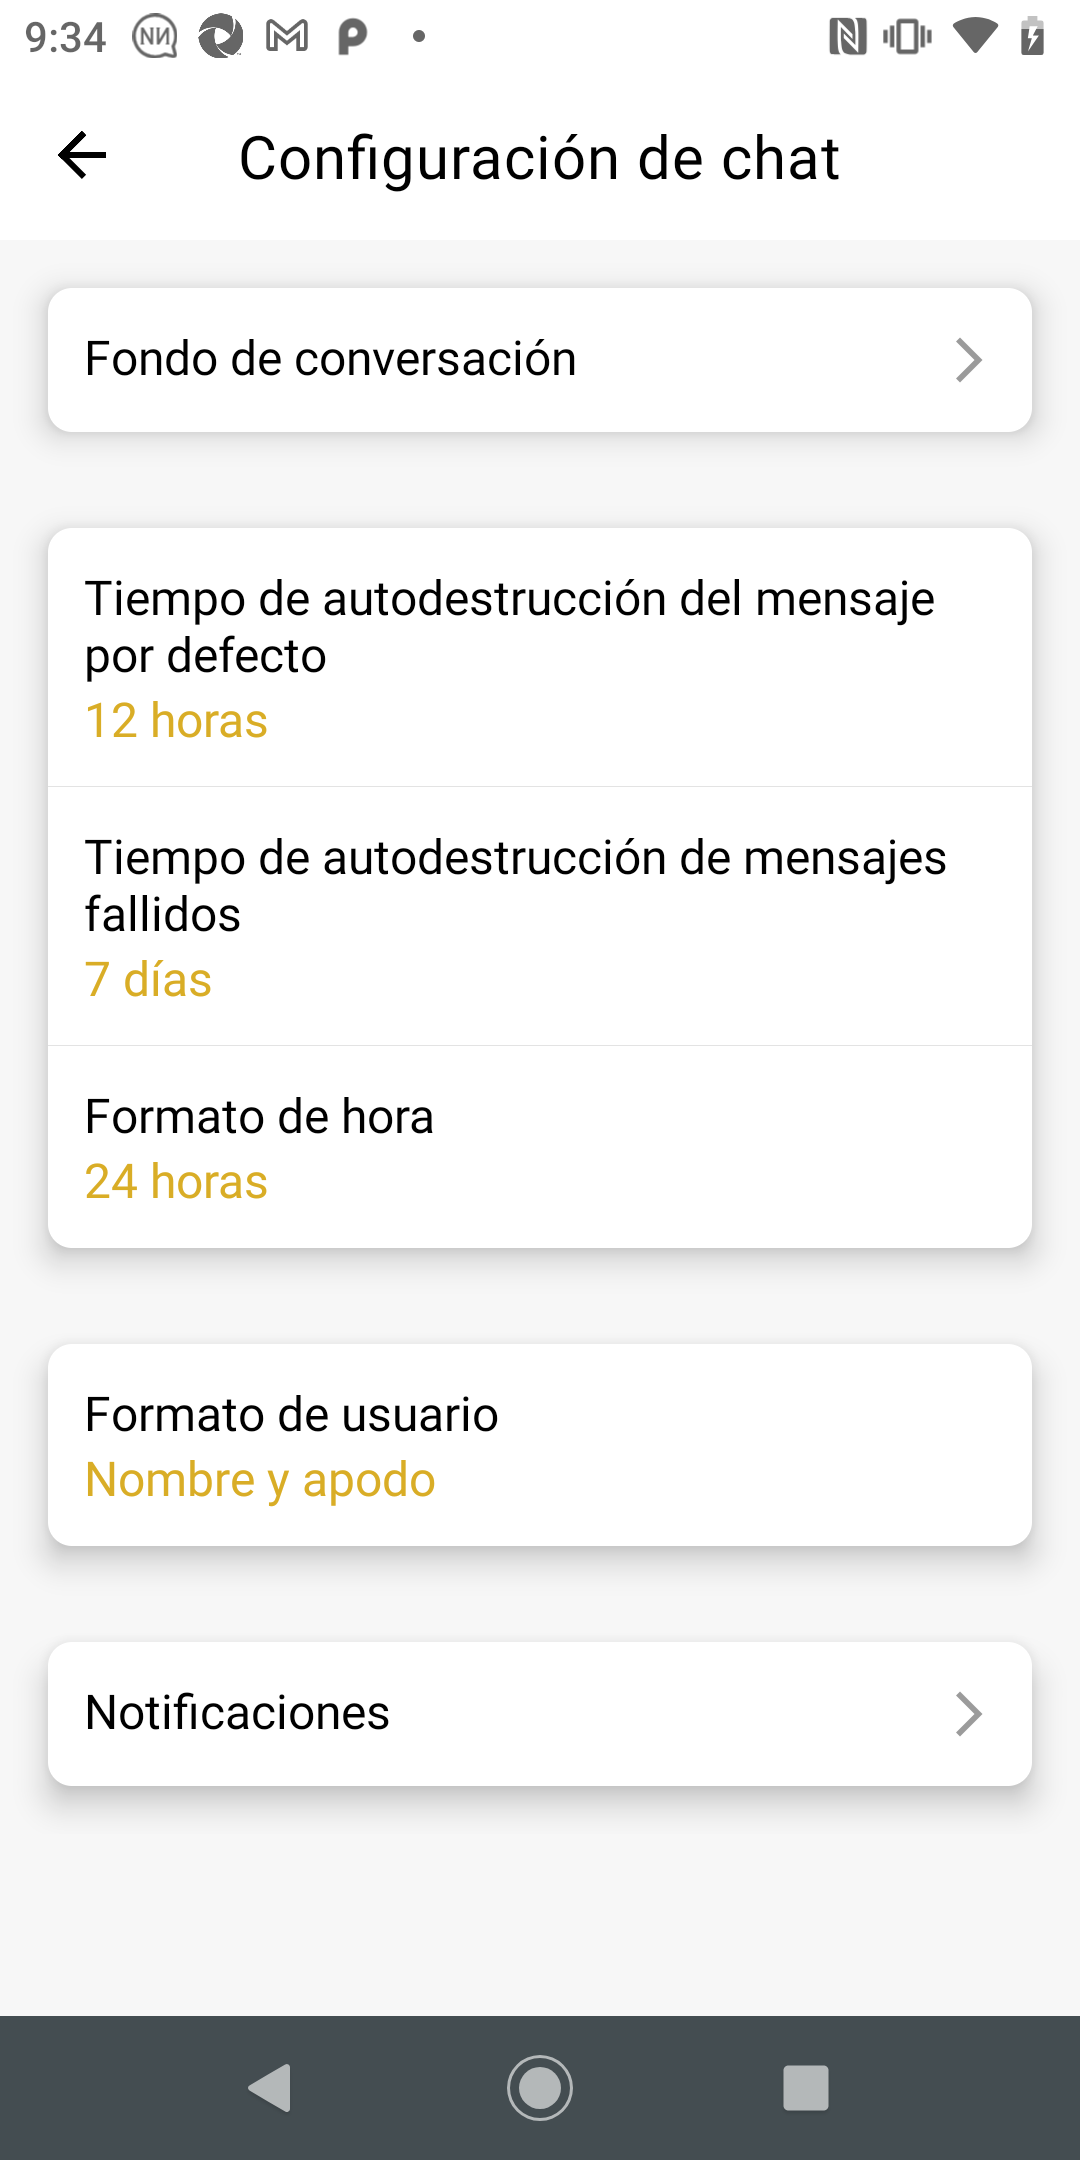 9:34
Configuración de chat
Fondo de conversación
Tiempo de autodestrucción del mensaje
por defecto
12 horas
Tiempo de autodestrucción de mensajes
fallidos
7 días
Formato de hora
24 horas
Formato de usuario
Nombre y apodo
Notificaciones